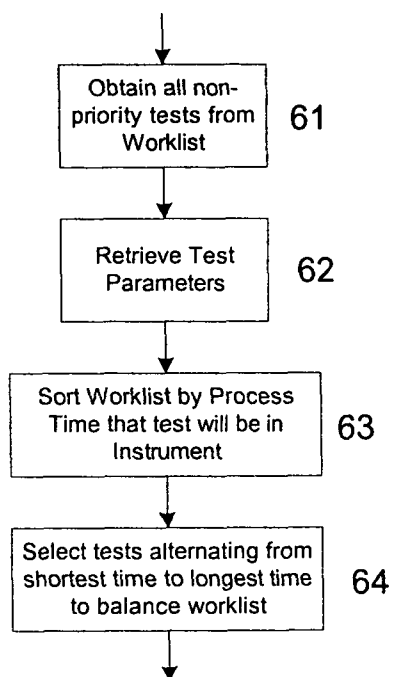 Obtain all non-
priority tests from
Worklist
61
Retrieve Test
Parameters
62
Sort Worklist by Process
Time that test will be in
Instrument
63
Select tests alternating from
shortest time to longest time
to balance worklist
64